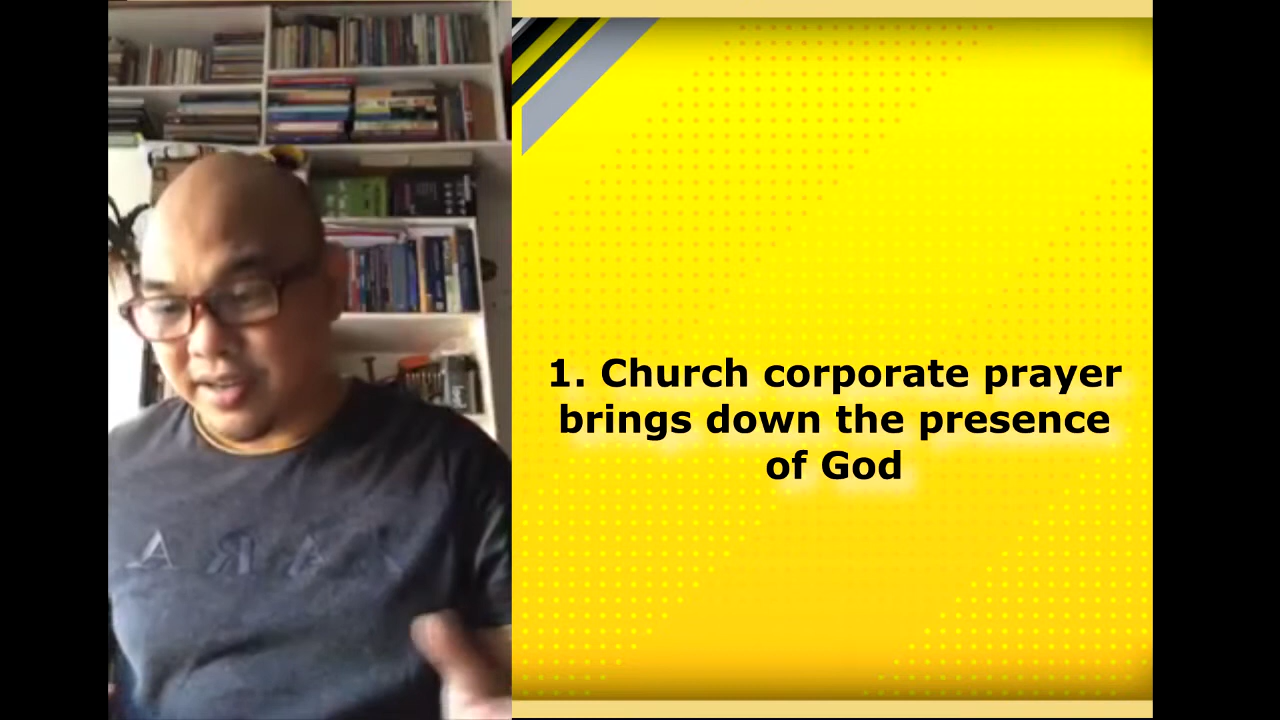 1. Church corporate prayer
brings down the presence
of God